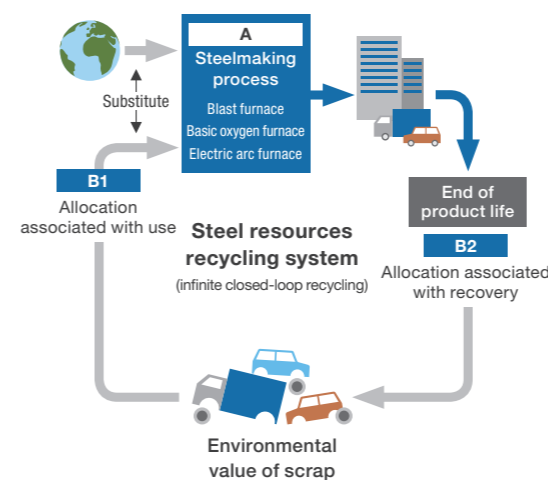 A
Steelmaking
process
Blast furnace
Basic oxygen furnace
Electric arc furnace
Substitute
B1
Allocation
associated with use
End of
product life
B2
Allocation associated
with recovery
Steel resources
recycling system
(infinite closed-loop recycling)
Environmental
value of scrap